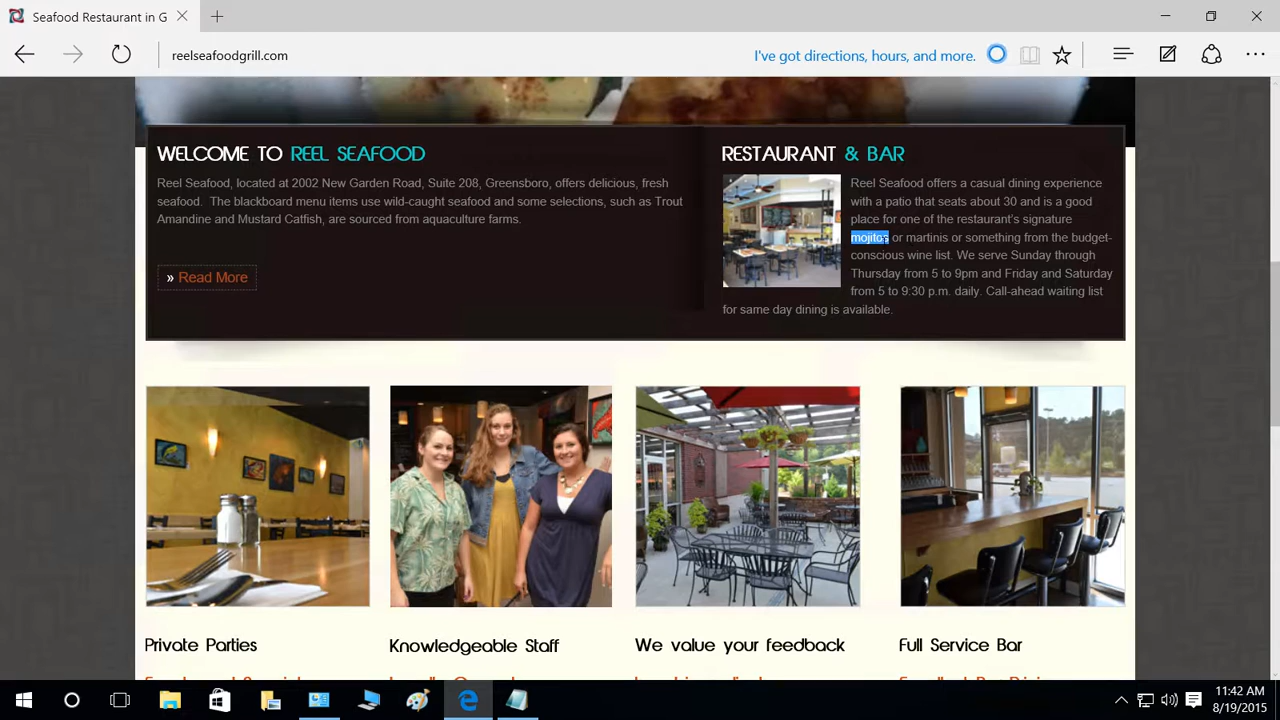 Seafood Restaurant in G
reelseafoodgrill.com
I've got directions, hours, and more.
WELCOME TO REEL SEAFOOD
Reel Seafood, located at 2002 New Garden Road, Suite 208, Greensboro, offers delicious, fresh
seafood. The blackboard menu items use wild-caught seafood and some selections, such as Trout
Amandine and Mustard Catfish, are sourced from aquaculture farms.
» Read More
RESTAURANT & BAR
Reel Seafood offers a casual dining experience
with a patio that seats about 30 and is a good
place for one of the restaurant's signature
mojitos or martinis or something from the budget-
conscious wine list. We serve Sunday through
Thursday from 5 to 9pm and Friday and Saturday
from 5 to 9:30 p.m. daily. Call-ahead waiting list
for same day dining is available.
Private Parties
Knowledgeable Staff
We value your feedback
Full Service Bar
11:42 AM
8/19/2015